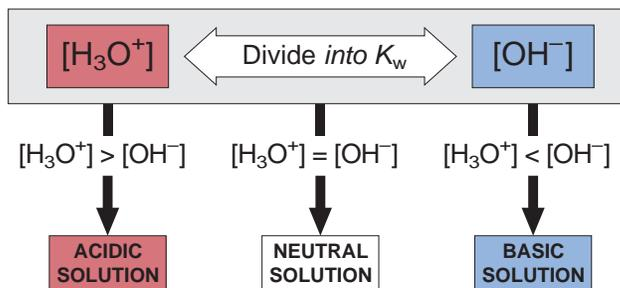 [H₃O⁺] Divide into Kw [OH⁻]
[H₃O⁺] > [OH⁻] [H₃O⁺] = [OH⁻] [H₃O⁺] < [OH⁻]
ACIDIC SOLUTION
NEUTRAL SOLUTION
BASIC SOLUTION